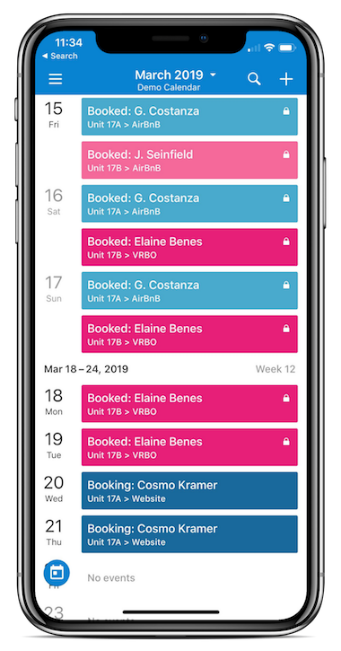 11:34
Search
March 2019
Demo Calendar
15
Fri
Booked: G. Costanza
Unit 17A > AirBnB
Booked: J. Seinfield
Unit 17B > AirBnB
16
Sat
Booked: G. Costanza
Unit 17A > AirBnB
Booked: Elaine Benes
Unit 17B > VRBO
17
Sun
Booked: G. Costanza
Unit 17A > AirBnB
Booked: Elaine Benes
Unit 17B > VRBO
Mar 18 – 24, 2019
Week 12
18
Mon
Booked: Elaine Benes
Unit 17B > VRBO
19
Tue
Booked: Elaine Benes
Unit 17B > VRBO
20
Wed
Booking: Cosmo Kramer
Unit 17A > Website
21
Thu
Booking: Cosmo Kramer
Unit 17A > Website
No events
23
No events